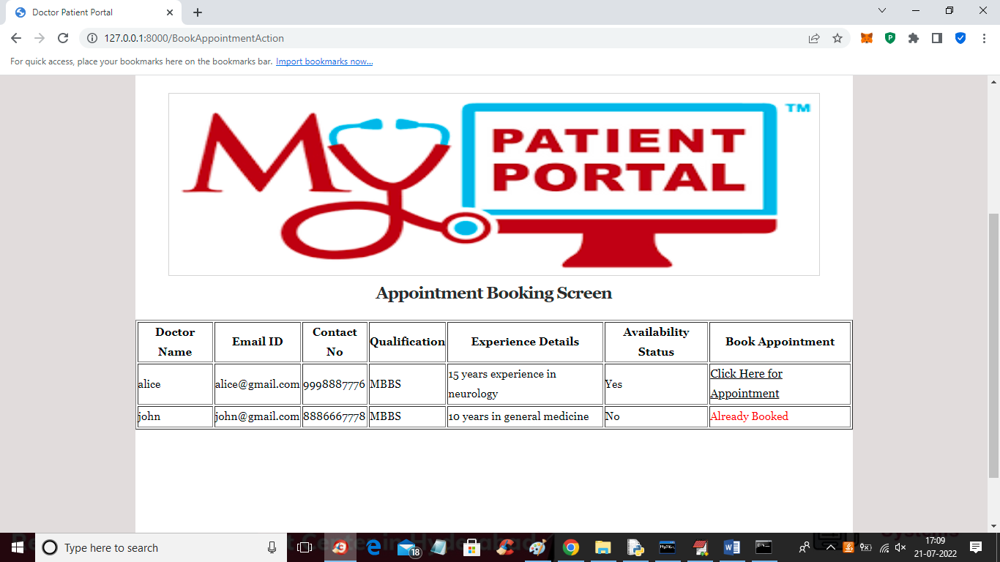 Doctor Patient Portal
127.0.0.1:8000/BookAppointmentAction
For quick access, place your bookmarks here on the bookmarks bar. Import bookmarks now...
My PATIENT PORTAL TM
Appointment Booking Screen
Doctor Name Email ID Contact No Qualification Experience Details Availability Status Book Appointment
alice alice@gmail.com 9998887776 MBBS 15 years experience in neurology Yes Click Here for Appointment
john john@gmail.com 8886667778 MBBS 10 years in general medicine No Already Booked
Type here to search
18
17:09
21-07-2022